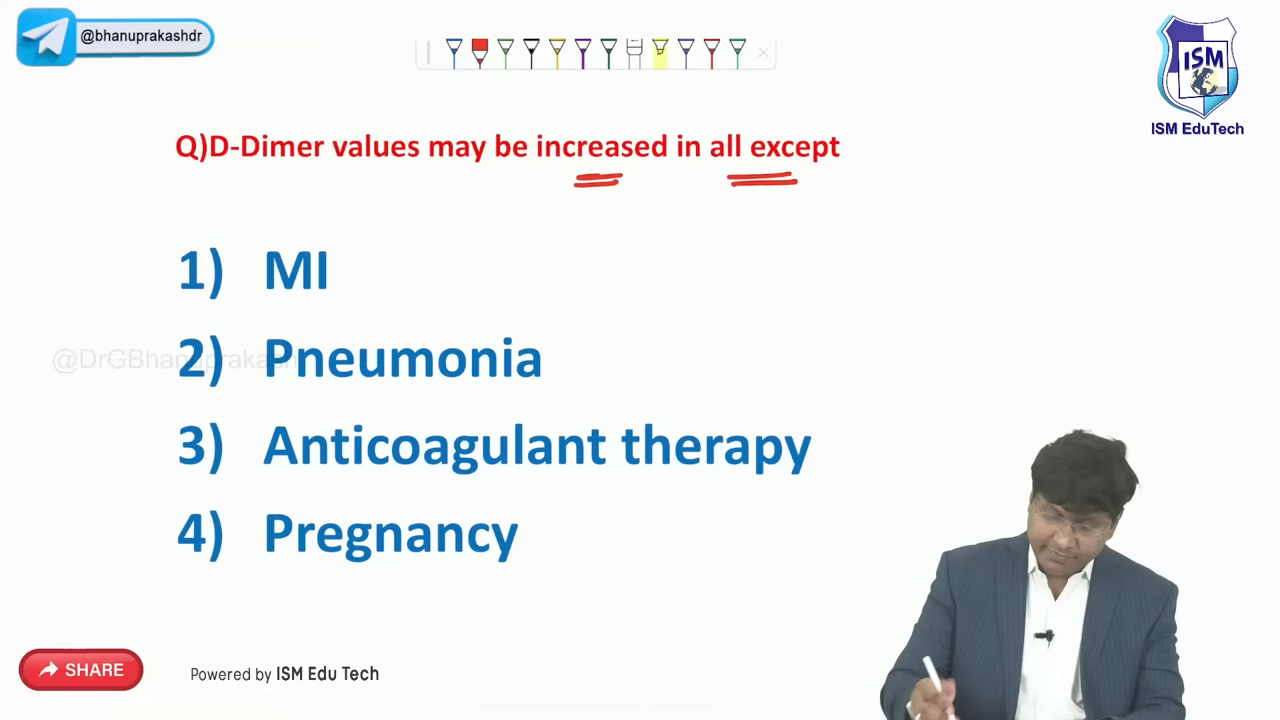 @bhanuprakashdr
ISM
ISM EduTech
Q)D-Dimer values may be increased in all except
1) MI
@DrGBhanuprakash
2) Pneumonia
3) Anticoagulant therapy
4) Pregnancy
SHARE
Powered by ISM Edu Tech